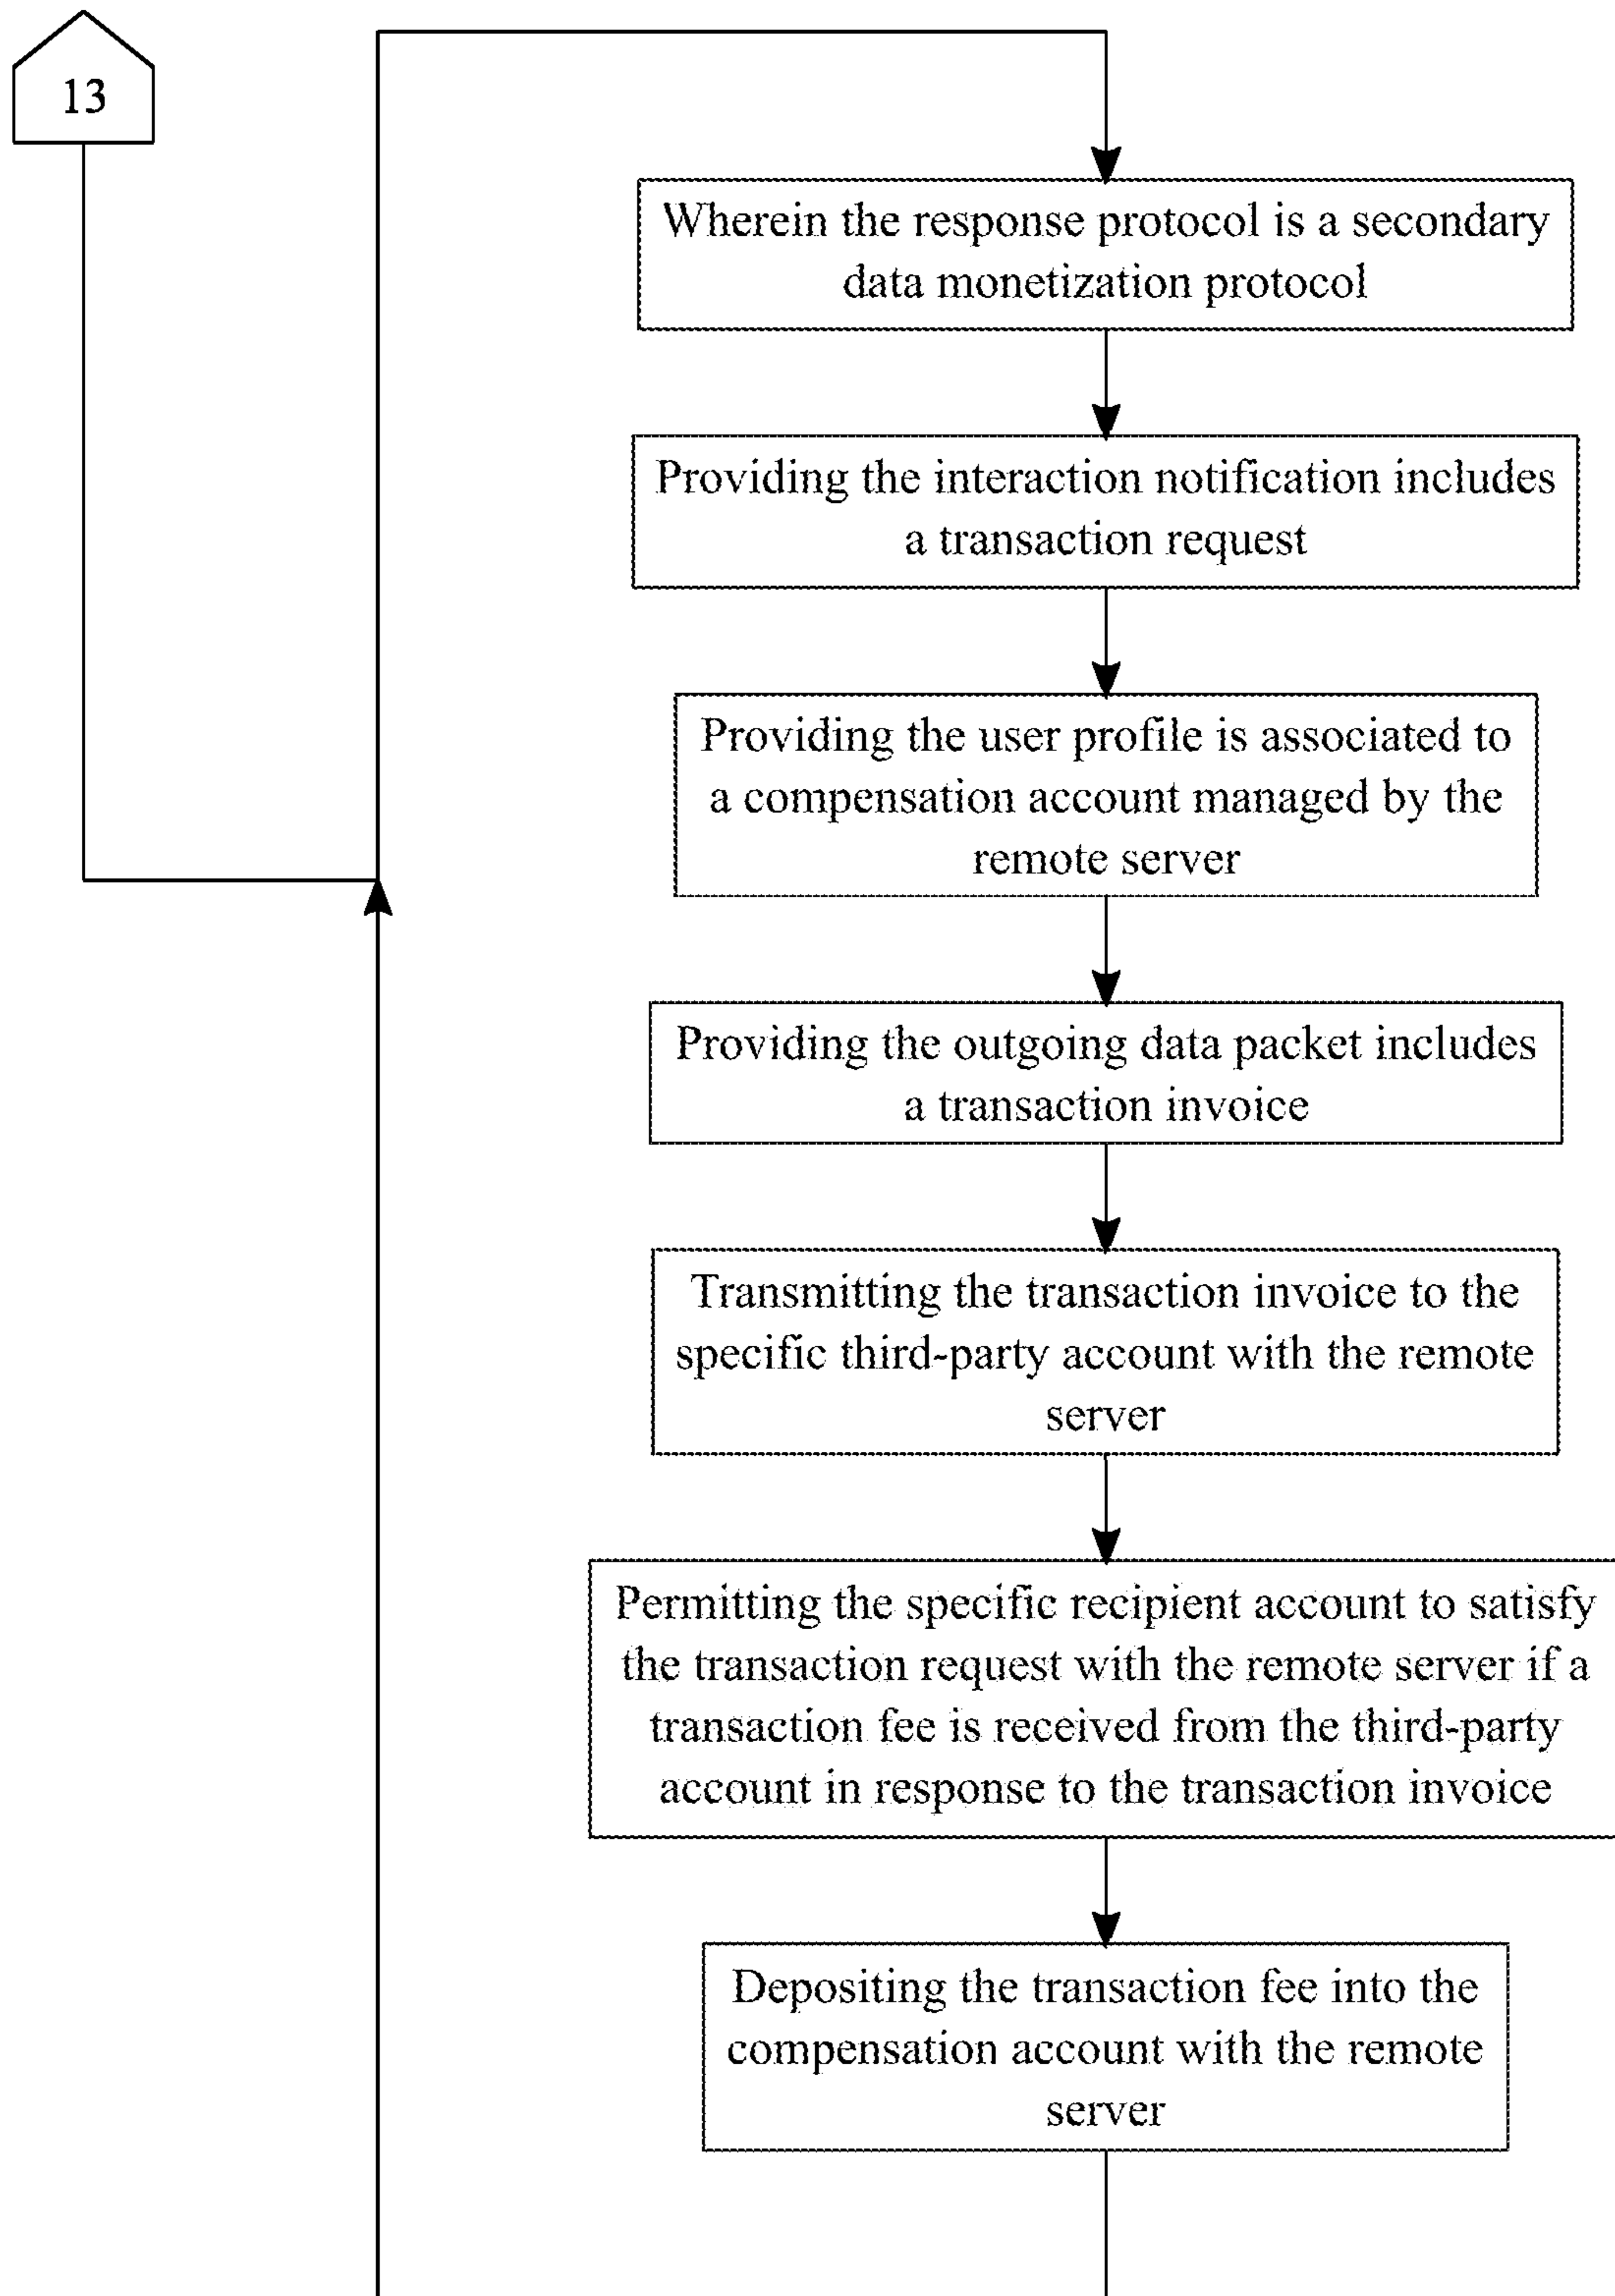 13
Wherein the response protocol is a secondary
data monetization protocol
Providing the interaction notification includes
a transaction request
Providing the user profile is associated to
a compensation account managed by the
remote server
Providing the outgoing data packet includes
a transaction invoice
Transmitting the transaction invoice to the
specific third-party account with the remote
server
Permitting the specific recipient account to satisfy
the transaction request with the remote server if a
transaction fee is received from the third-party
account in response to the transaction invoice
Depositing the transaction fee into the
compensation account with the remote
server